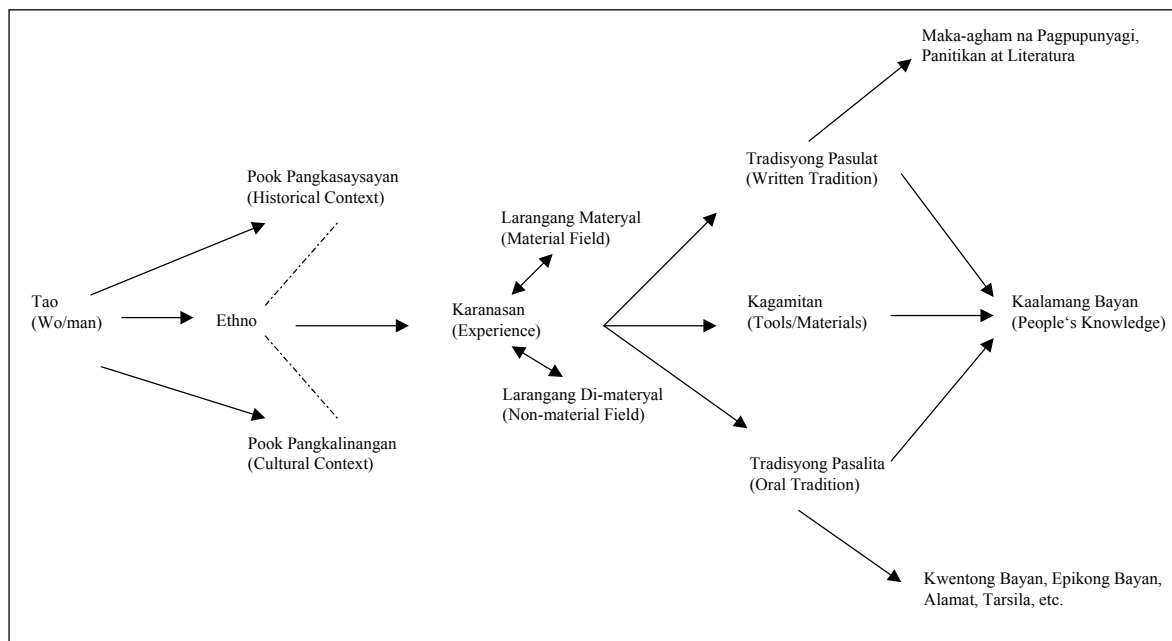 Maka-agham na Pagpupunyagi,
Panitikan at Literatura
Tradisyong Pasulat
(Written Tradition)
Pook Pangkasaysayan
(Historical Context)
Larangang Materyal
(Material Field)
Tao
(Wo/man)
Ethno
Karanasan
(Experience)
Kagamitan
(Tools/Materials)
Kaalamang Bayan
(People‘s Knowledge)
Larangang Di-materyal
(Non-material Field)
Pook Pangkalinangan
(Cultural Context)
Tradisyong Pasalita
(Oral Tradition)
Kwentong Bayan, Epikong Bayan,
Alamat, Tarsila, etc.